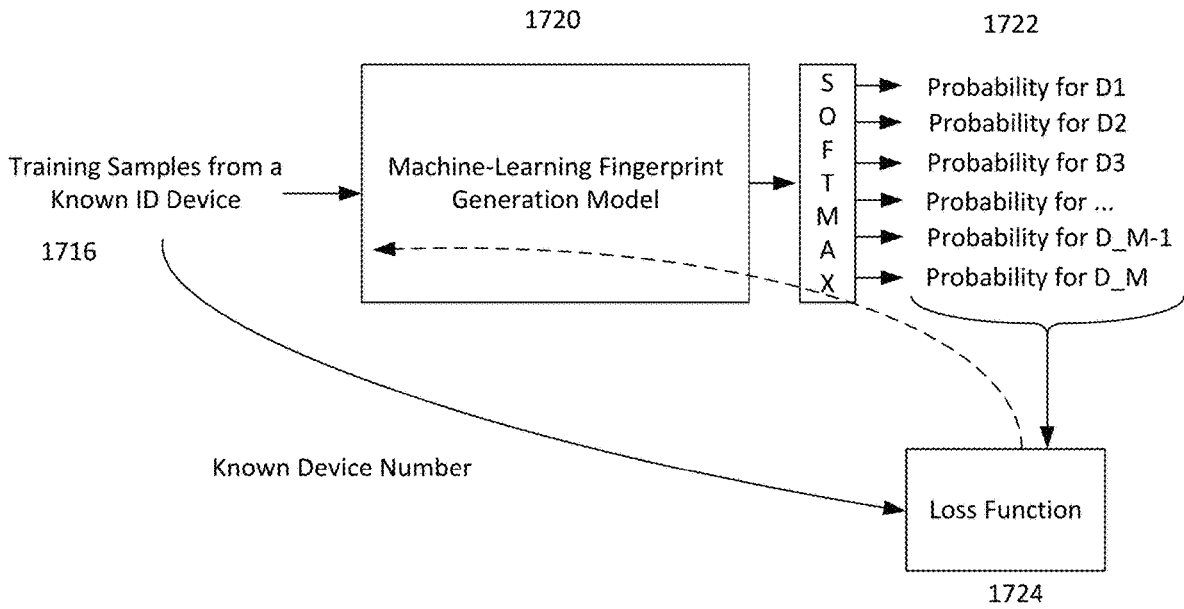 1720
1722
Training Samples from a
Known ID Device
1716
Machine-Learning Fingerprint
Generation Model
SOFTMAX
Probability for D1
Probability for D2
Probability for D3
Probability for ...
Probability for D_M-1
Probability for D_M
Known Device Number
Loss Function
1724